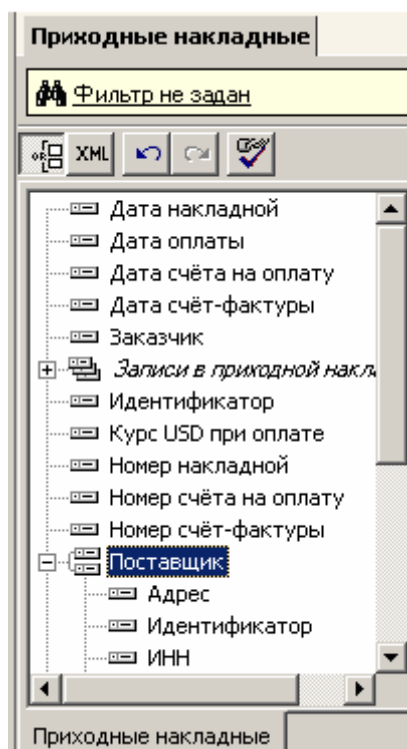 Приходные накладные
Фильтр не задан
OR XML
Дата накладной
Дата оплаты
Дата счёта на оплату
Дата счёт-фактуры
Заказчик
Записи в приходной накла
Идентификатор
Курс USD при оплате
Номер накладной
Номер счёта на оплату
Номер счёт-фактуры
Поставщик
Адрес
Идентификатор
ИНН
Приходные накладные